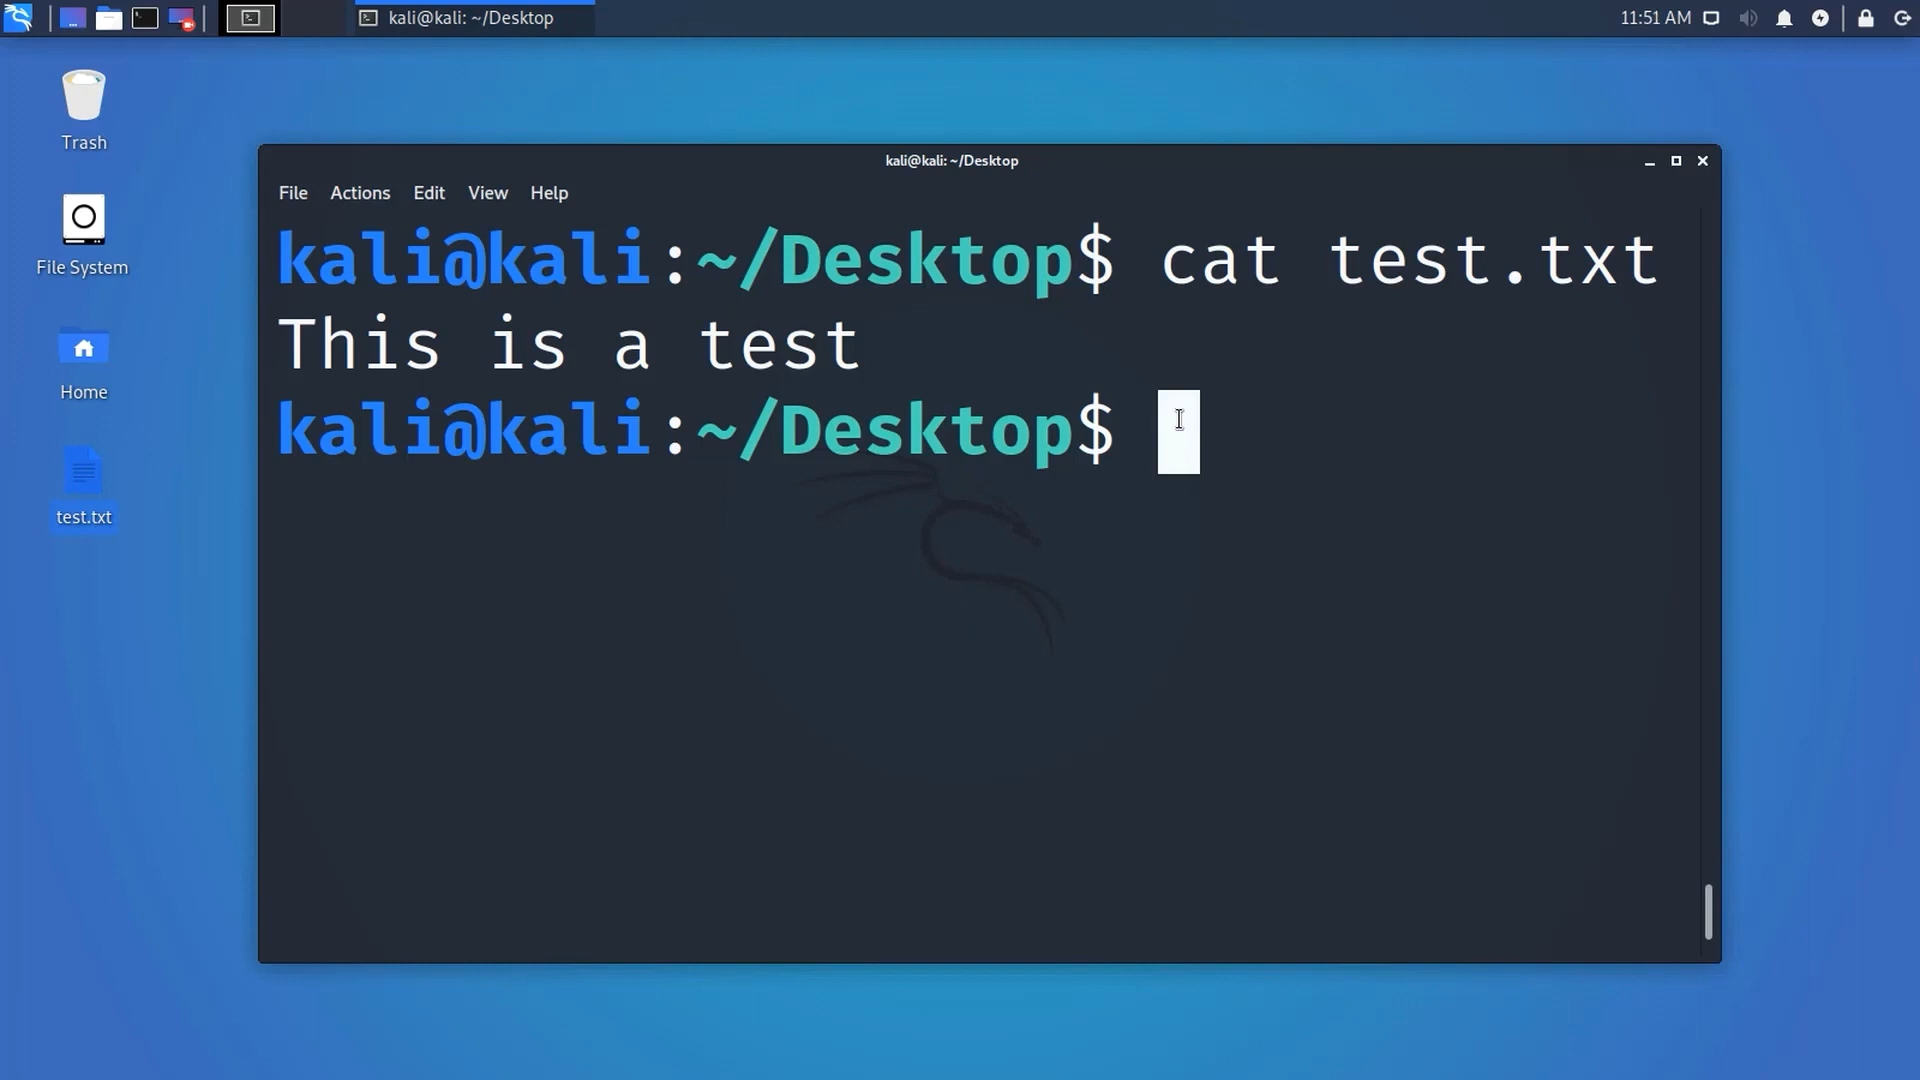 kali@kali: ~/Desktop
11:51 AM
Trash
File System
Home
test.txt
kali@kali: ~/Desktop
File Actions Edit View Help
kali@kali:~/Desktop$ cat test.txt
This is a test
kali@kali:~/Desktop$